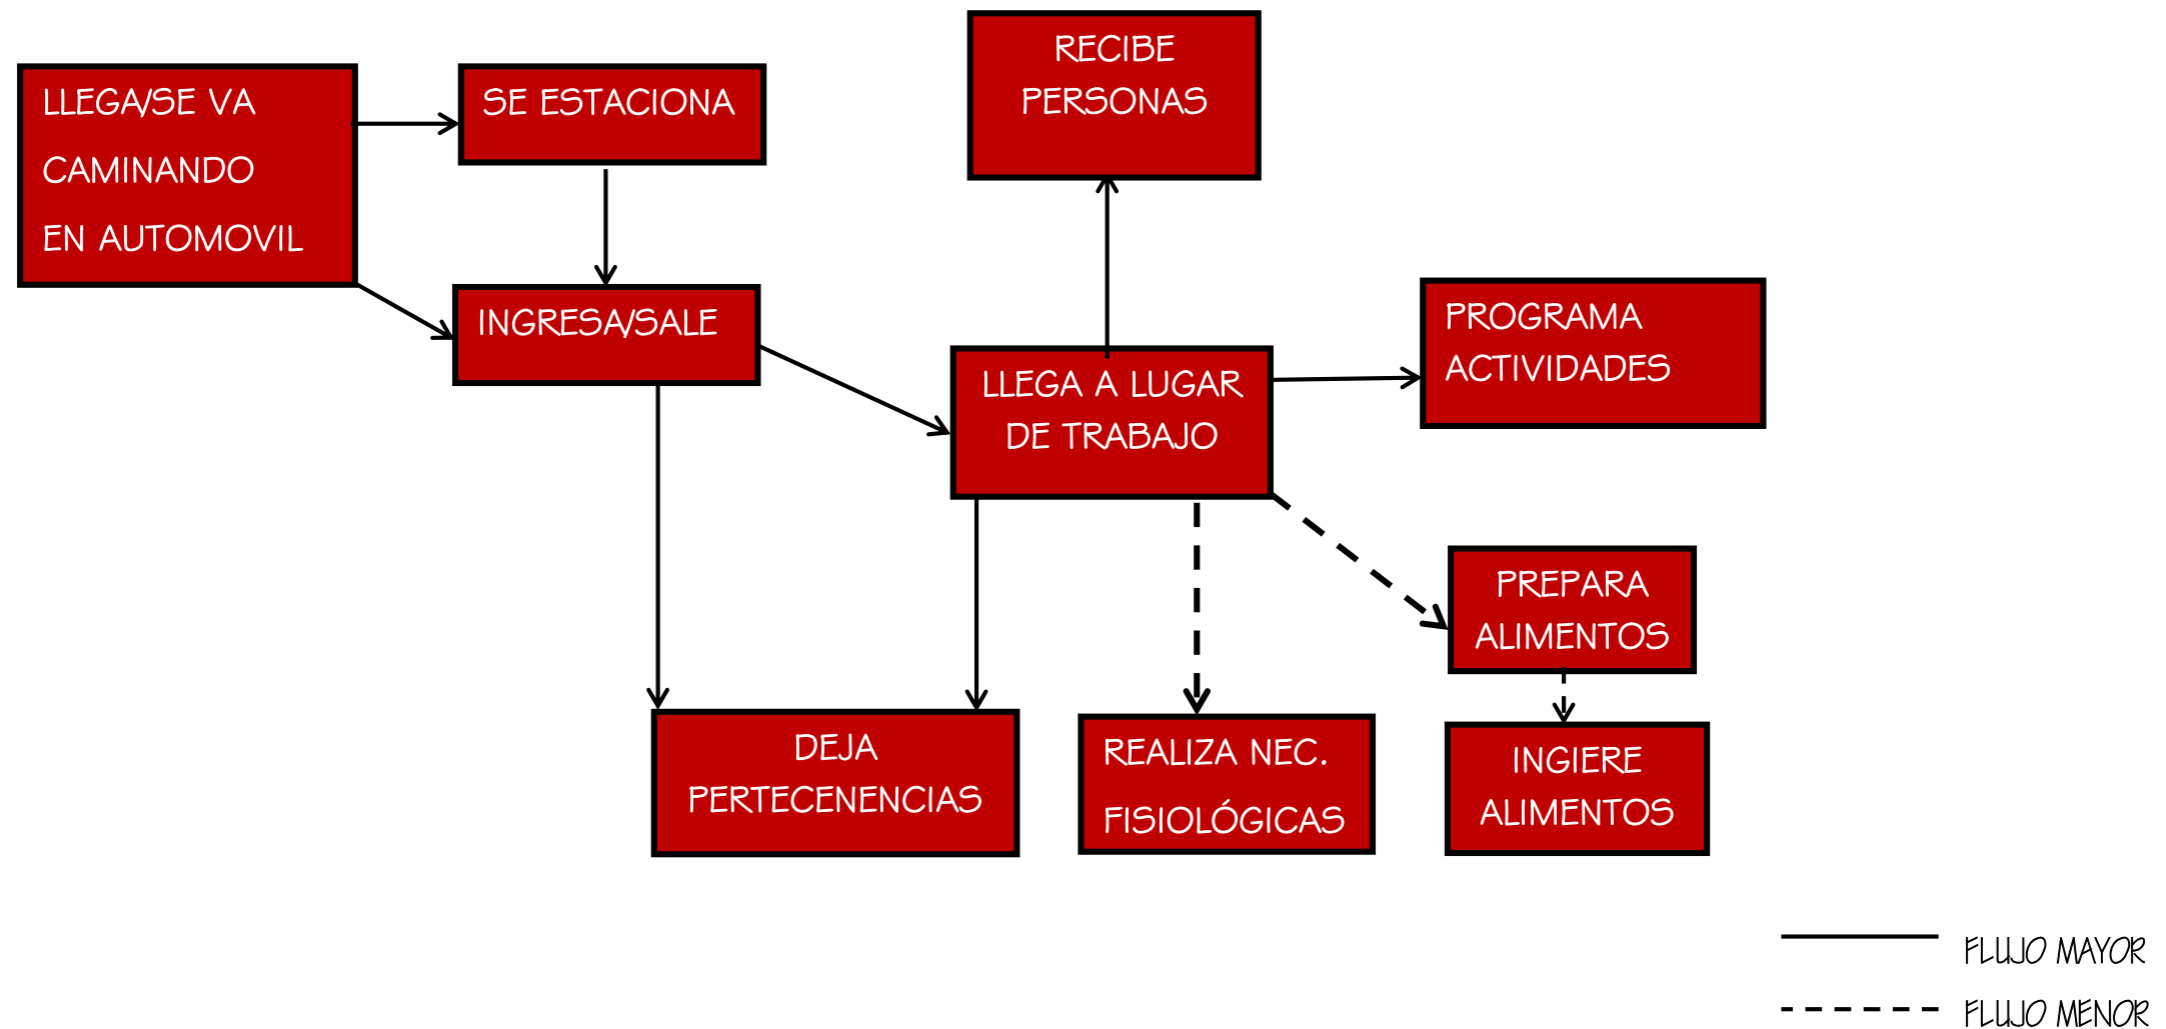 LLEGA/SE VA
CAMINANDO
EN AUTOMOVIL
SE ESTACIONA
INGRESA/SALE
RECIBE
PERSONAS
LLEGA A LUGAR
DE TRABAJO
PROGRAMA
ACTIVIDADES
PREPARA
ALIMENTOS
DEJA
PERTECENENCIAS
REALIZA NEC.
FISIOLÓGICAS
INGIERE
ALIMENTOS
FLUJO MAYOR
FLUJO MENOR